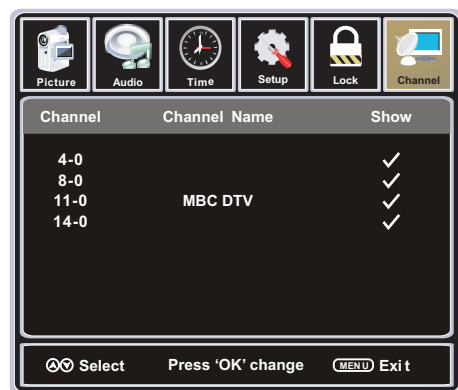 Picture Audio Time Setup Lock Channel
Channel Channel Name Show
4-0
8-0
11-0 MBC DTV
14-0
Select Press ‘OK’ change MENU Exit